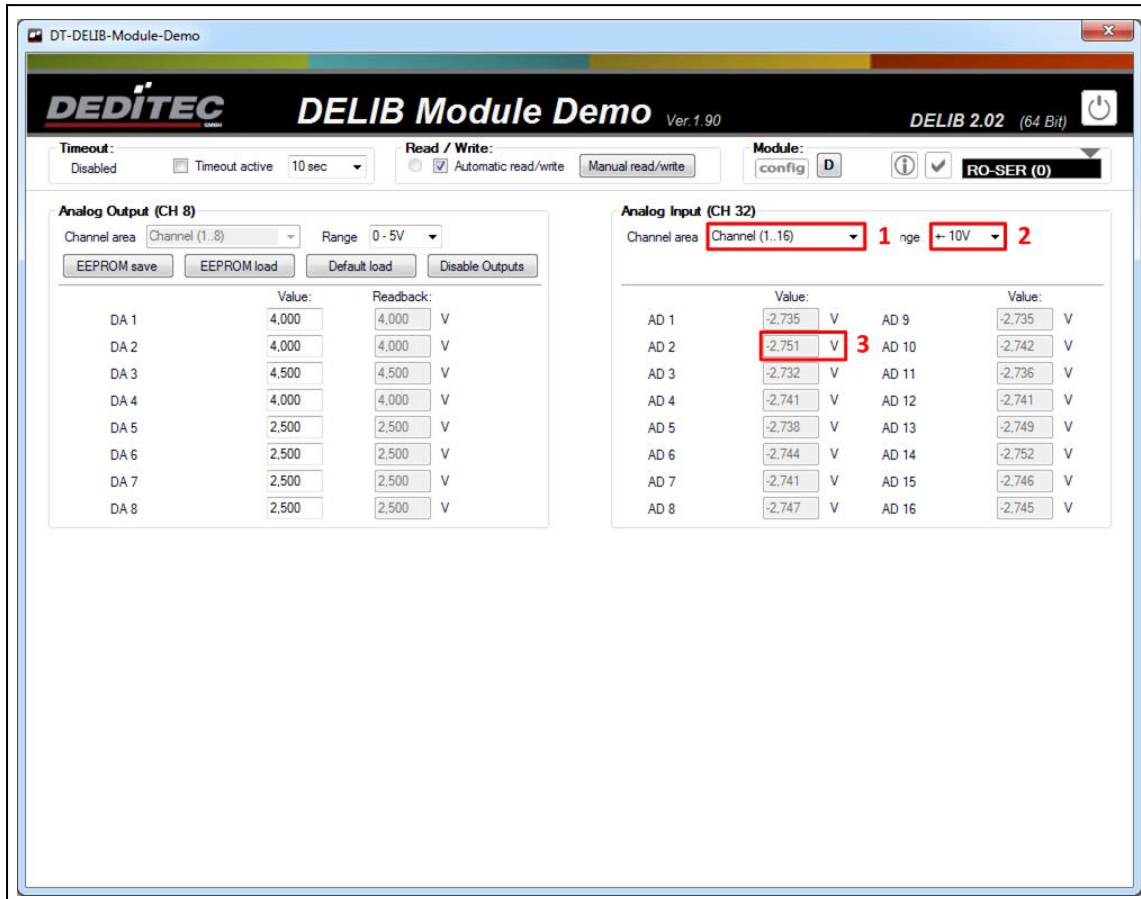 DT-DELIB-Module-Demo
DEDITEC
GMBH
DELIB Module Demo Ver. 1.90
DELIB 2.02 (64 Bit)
Timeout:
Disabled Timeout active 10 sec
Read / Write:
Automatic read/write Manual read/write
Module:
config D RO-SER (0)
Analog Output (CH 8)
Channel area Channel (1..8) Range 0 - 5V
EEPROM save EEPROM load Default load Disable Outputs
Value: Readback:
DA 1 4,000 4,000 V
DA 2 4,000 4,000 V
DA 3 4,500 4,500 V
DA 4 4,000 4,000 V
DA 5 2,500 2,500 V
DA 6 2,500 2,500 V
DA 7 2,500 2,500 V
DA 8 2,500 2,500 V
Analog Input (CH 32)
Channel area Channel (1..16) 1 nge +- 10V 2
Value: Value:
AD 1 -2,735 V AD 9 -2,735 V
AD 2 -2,751 V 3 AD 10 -2,742 V
AD 3 -2,732 V AD 11 -2,736 V
AD 4 -2,741 V AD 12 -2,741 V
AD 5 -2,738 V AD 13 -2,749 V
AD 6 -2,744 V AD 14 -2,752 V
AD 7 -2,741 V AD 15 -2,746 V
AD 8 -2,747 V AD 16 -2,745 V